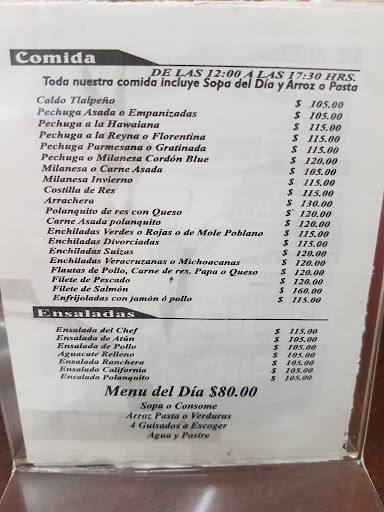 Comida
DE LAS 12:00 A LAS 17:30 HRS.
Toda nuestra comida incluye Sopa del Día y Arroz o Pasta
Caldo Tlalpeño $ 105.00
Pechuga Asada o Empanizadas $ 105.00
Pechuga a la Hawaiana $ 115.00
Pechuga a la Reyna o Florentina $ 115.00
Pechuga Parmesana o Gratinada $ 115.00
Pechuga o Milanesa Cordón Blue $ 120.00
Milanesa o Carne Asada $ 105.00
Milanesa Invierno $ 115.00
Costilla de Res $ 115.00
Arrachera $ 130.00
Polanquito de res con Queso $ 120.00
Carne Asada polanquito $ 120.00
Enchiladas Verdes o Rojas o de Mole Poblano $ 115.00
Enchiladas Divorciadas $ 115.00
Enchiladas Suizas $ 120.00
Enchiladas Veracruzanas o Michoacanas $ 120.00
Flautas de Pollo, Carne de res, Papa o Queso $ 120.00
Filete de Pescado $ 120.00
Filete de Salmón $ 160.00
Enfrijoladas con jamón ó pollo $ 115.00
Ensaladas
Ensalada del Chef $ 115.00
Ensalada de Atún $ 105.00
Ensalada de Pollo $ 105.00
Aguacate Relleno $ 105.00
Ensalada Ranchera $ 105.00
Ensalada California $ 105.00
Ensalada Polanquito $ 105.00
Menu del Día $80.00
Sopa o Consome
Arroz Pasta o Verduras
4 Guisados a Escoger
Agua y Postre